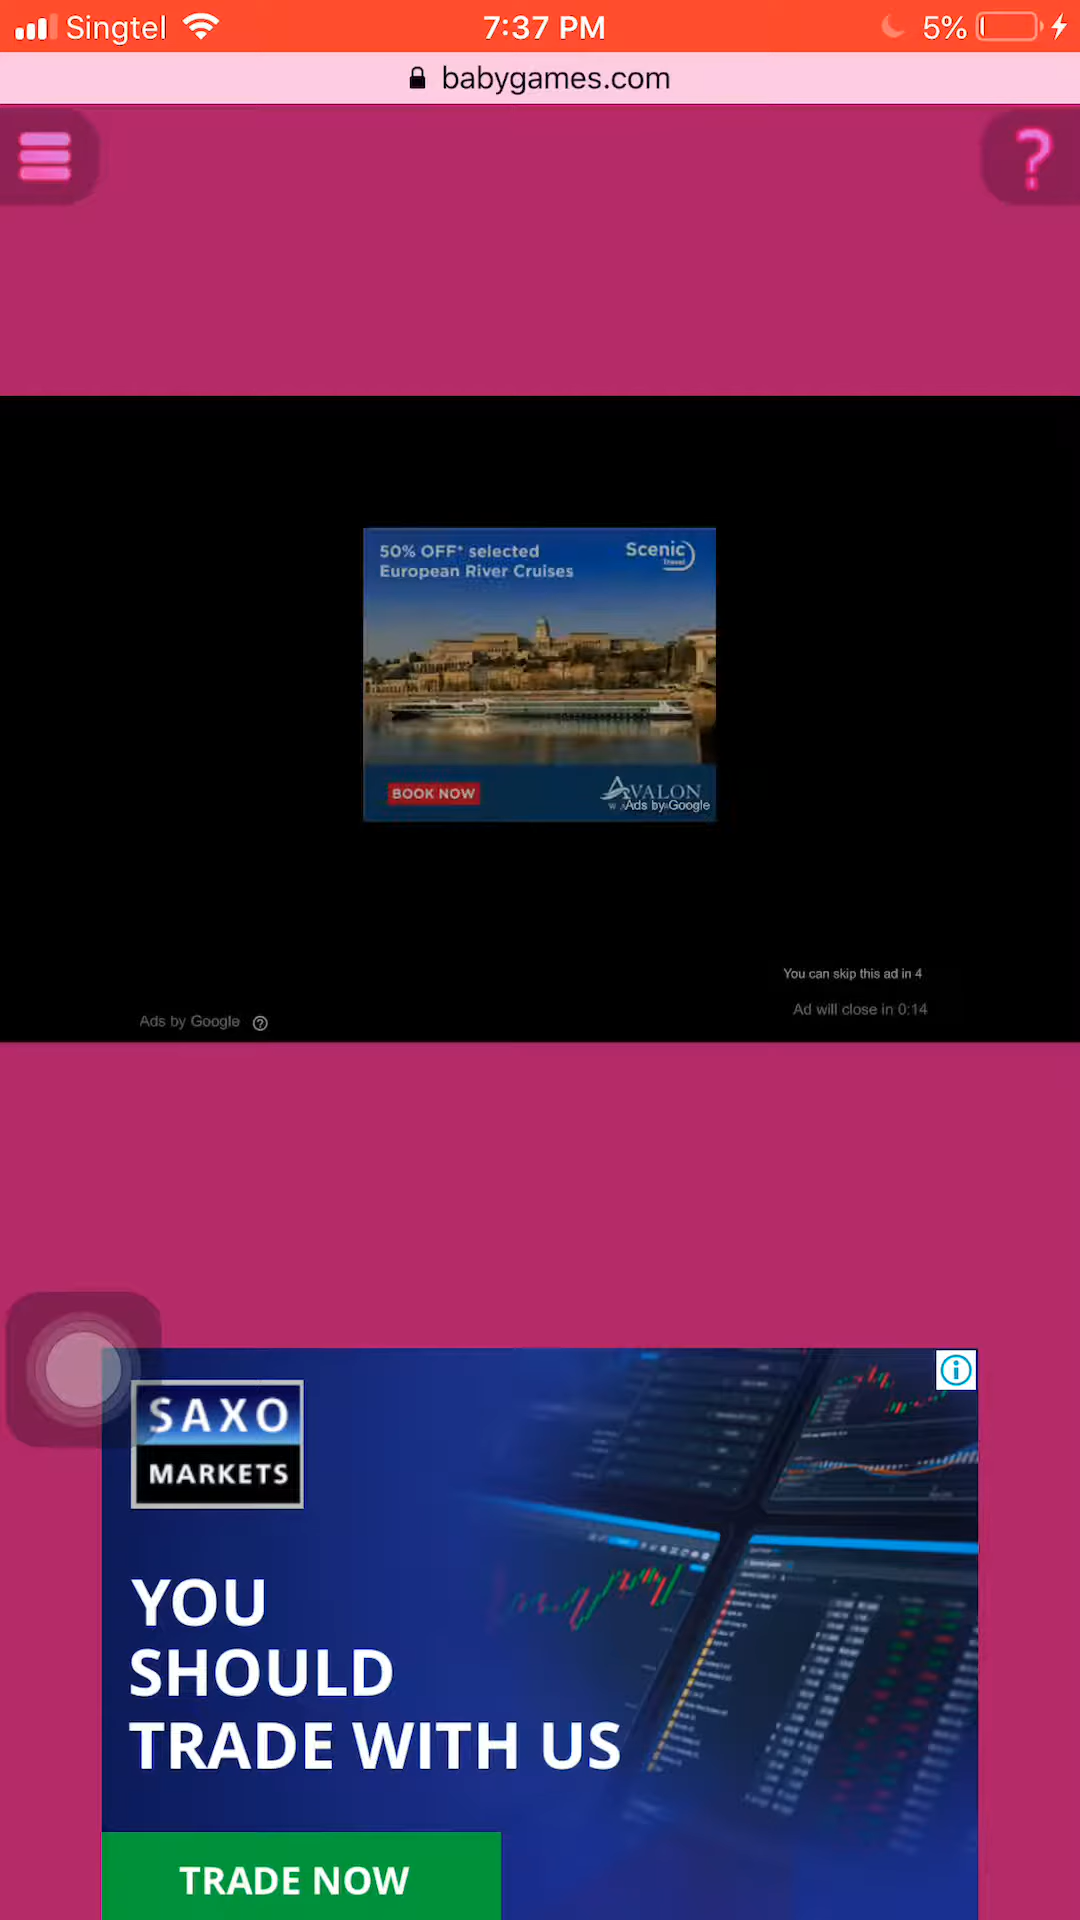 Singtel 7:37 PM 5%
babygames.com
?
50% OFF* selected
European River Cruises
Scenic
Travel
BOOK NOW
AVALON
Ads by Google
You can skip this ad in 4
Ad will close in 0:14
Ads by Google ?
SAXO
MARKETS
YOU
SHOULD
TRADE WITH US
TRADE NOW